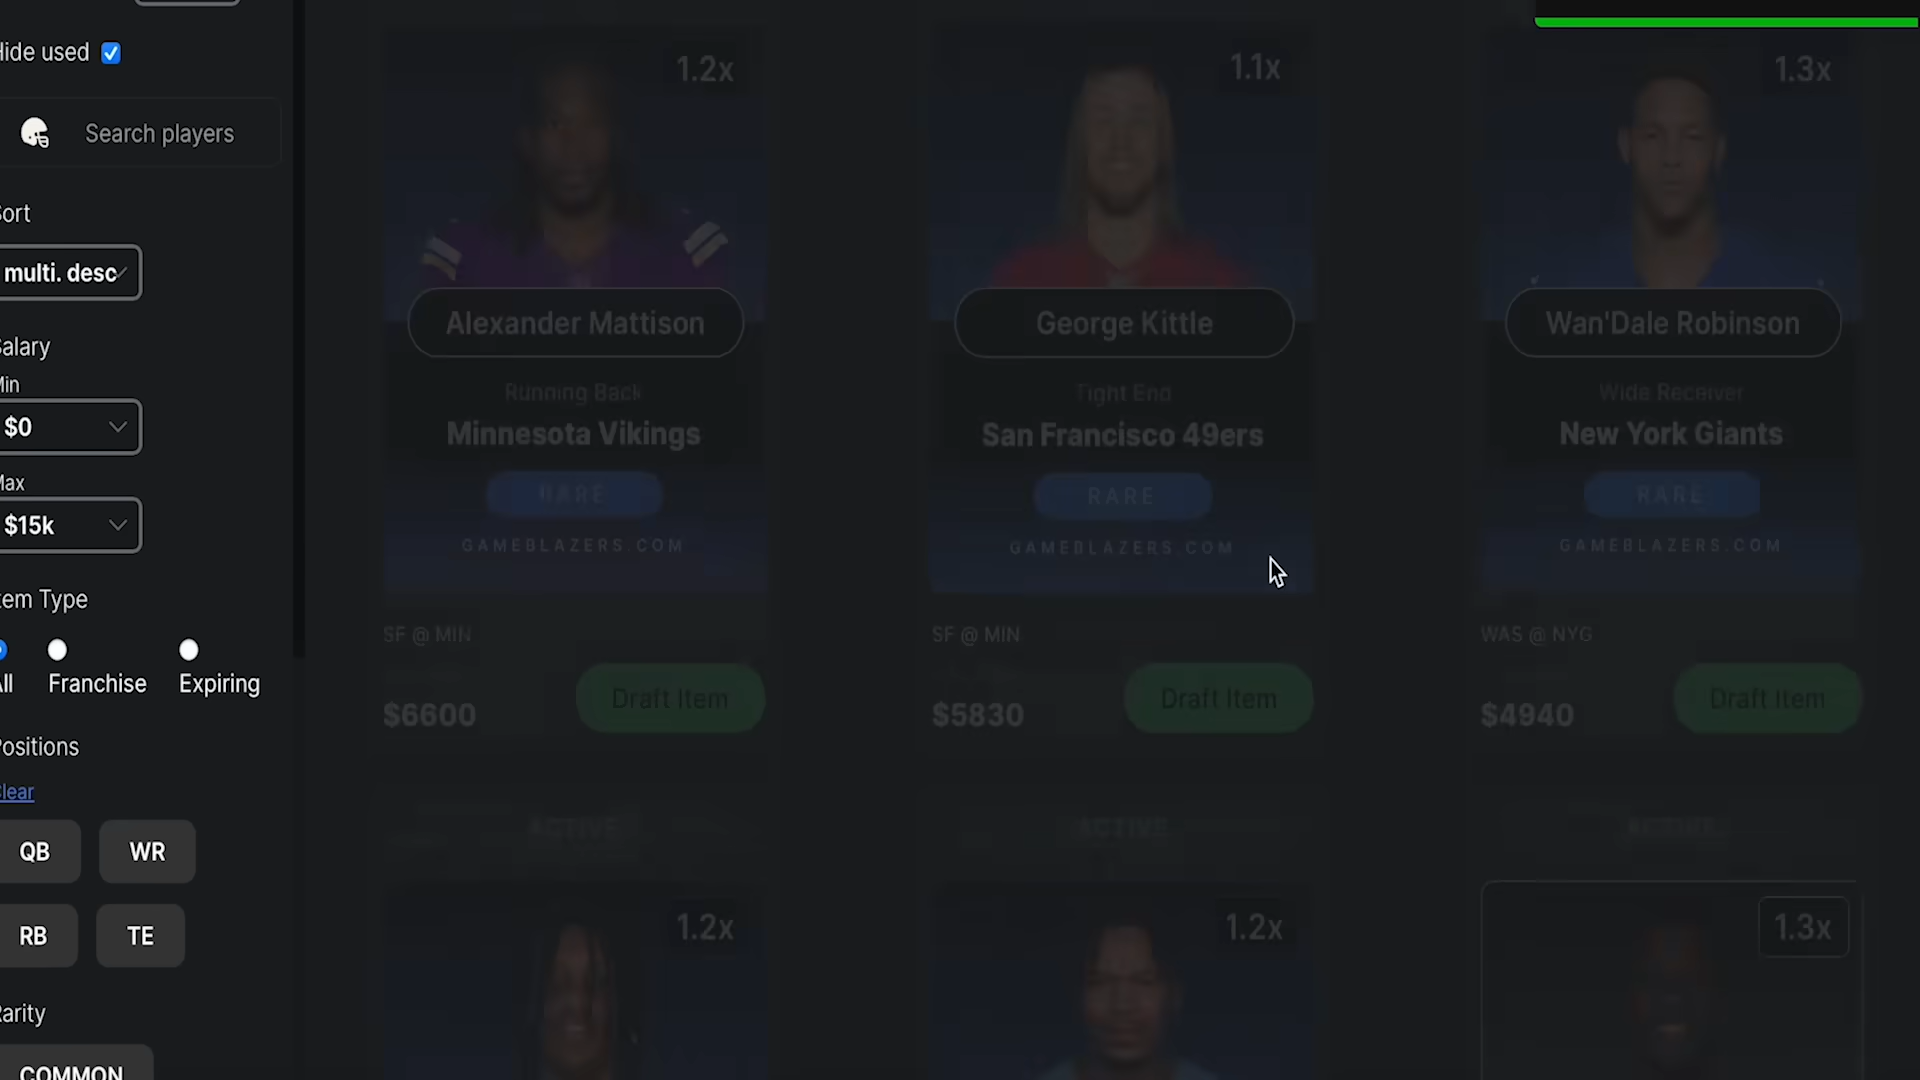 Hide used
Search players
Sort
multi. desc
Salary
Min
$0
Max
$15k
Item Type
All
Franchise
Expiring
Positions
Clear
QB
WR
RB
TE
Rarity
COMMON
1.2x
1.1x
1.3x
Alexander Mattison
George Kittle
Wan'Dale Robinson
Running Back
Tight End
Wide Receiver
Minnesota Vikings
San Francisco 49ers
New York Giants
RARE
RARE
RARE
GAMEBLAZERS.COM
GAMEBLAZERS.COM
GAMEBLAZERS.COM
SF @ MIN
SF @ MIN
WAS @ NYG
$6600
Draft Item
$5830
Draft Item
$4940
Draft Item
ACTIVE
ACTIVE
1.2x
1.2x
1.3x